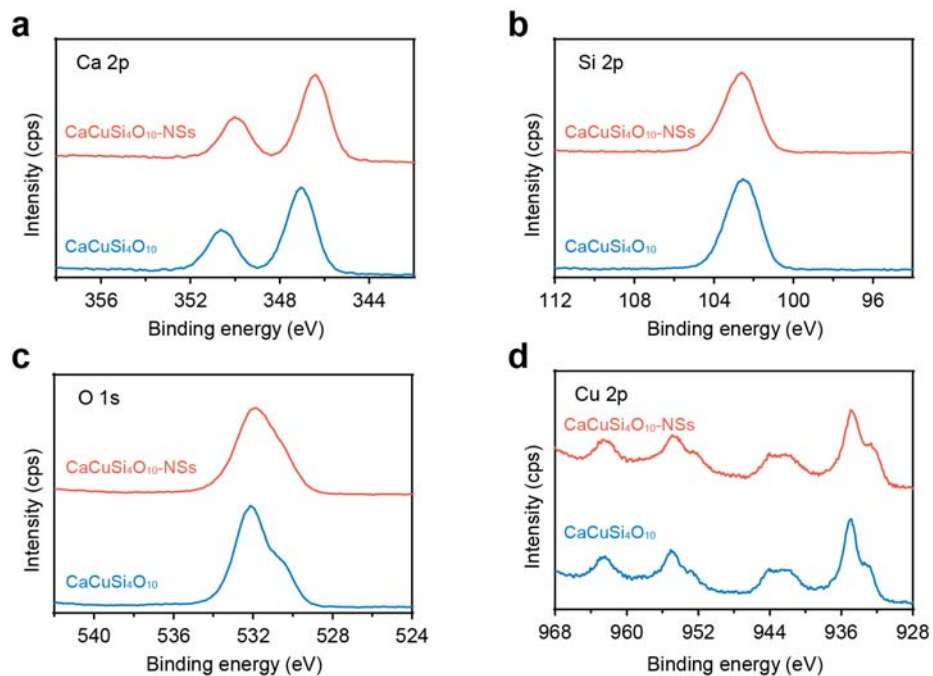 a
Ca 2p
CaCuSi₄O₁₀-NSs
CaCuSi₄O₁₀
Intensity (cps)
356 352 348 344
Binding energy (eV)
b
Si 2p
CaCuSi₄O₁₀-NSs
CaCuSi₄O₁₀
Intensity (cps)
112 108 104 100 96
Binding energy (eV)
c
O 1s
CaCuSi₄O₁₀-NSs
CaCuSi₄O₁₀
Intensity (cps)
540 536 532 528 524
Binding energy (eV)
d
Cu 2p
CaCuSi₄O₁₀-NSs
CaCuSi₄O₁₀
Intensity (cps)
968 960 952 944 936 928
Binding energy (eV)